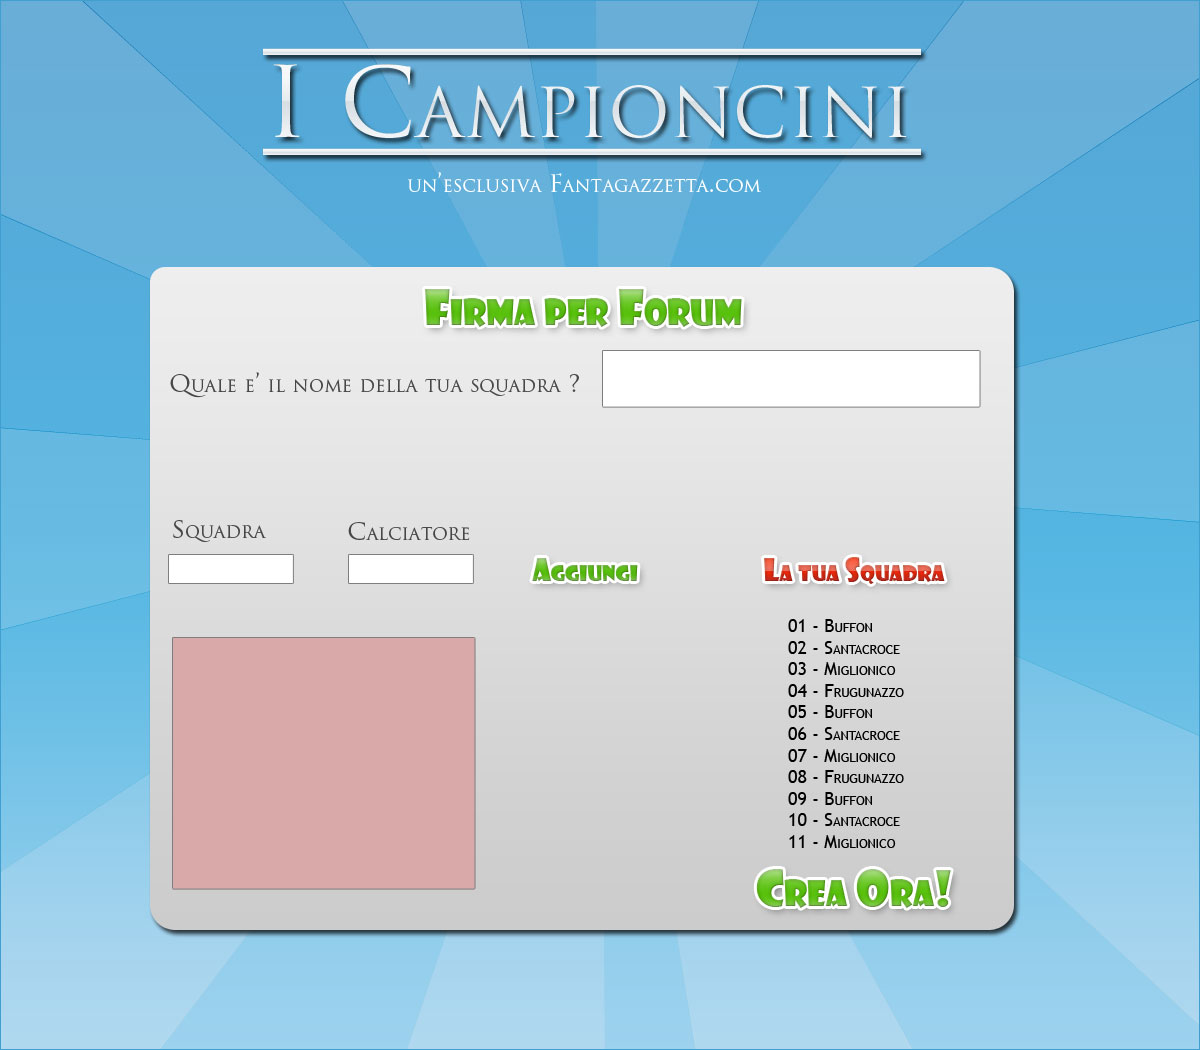 I Campioncini
un'esclusiva Fantagazzetta.com
Firma per Forum
Quale e' il nome della tua squadra ?
Squadra
Calciatore
Aggiungi
La tua Squadra
01 - Buffon
02 - Santacroce
03 - Miglionico
04 - Frugunazzo
05 - Buffon
06 - Santacroce
07 - Miglionico
08 - Frugunazzo
09 - Buffon
10 - Santacroce
11 - Miglionico
Crea Ora!